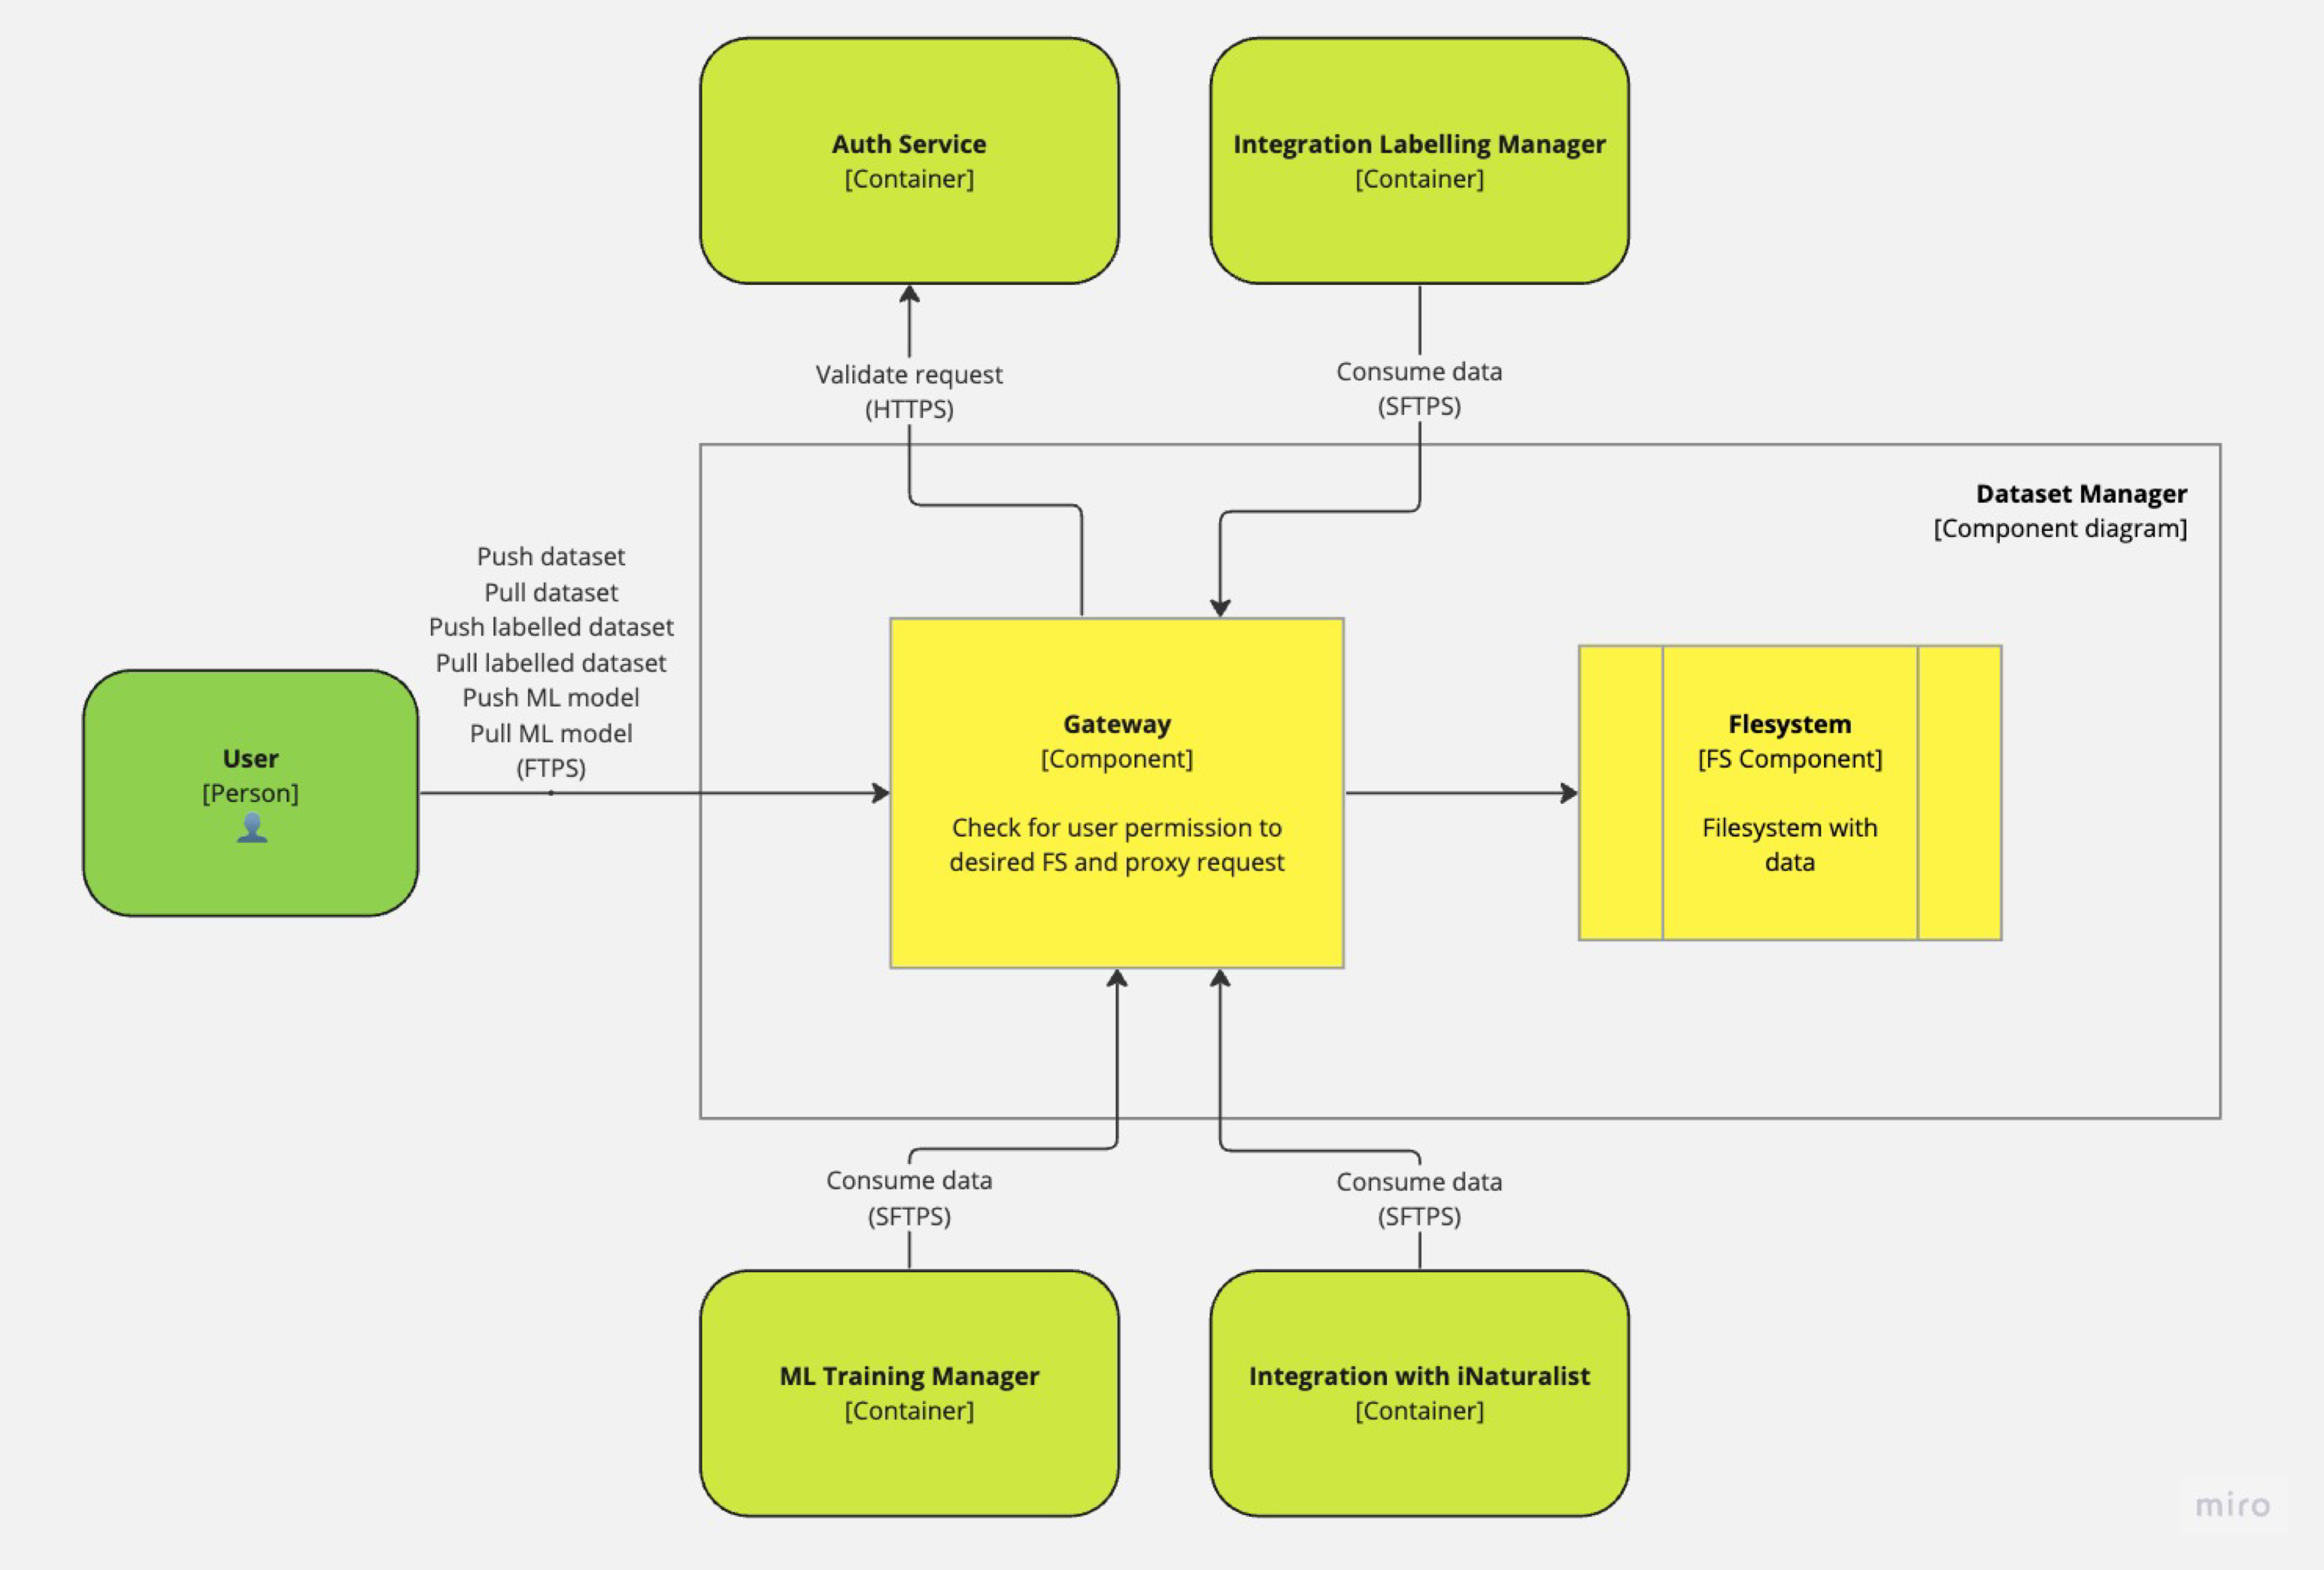 Auth Service
[Container]
Integration Labelling Manager
[Container]
Validate request
(HTTPS)
Consume data
(SFTPS)
Dataset Manager
[Component diagram]
Push dataset
Pull dataset
Push labelled dataset
Pull labelled dataset
Push ML model
Pull ML model
(FTPS)
User
[Person]
Gateway
[Component]
Check for user permission to
desired FS and proxy request
Flesystem
[FS Component]
Filesystem with
data
Consume data
(SFTPS)
Consume data
(SFTPS)
ML Training Manager
[Container]
Integration with iNaturalist
[Container]
miro